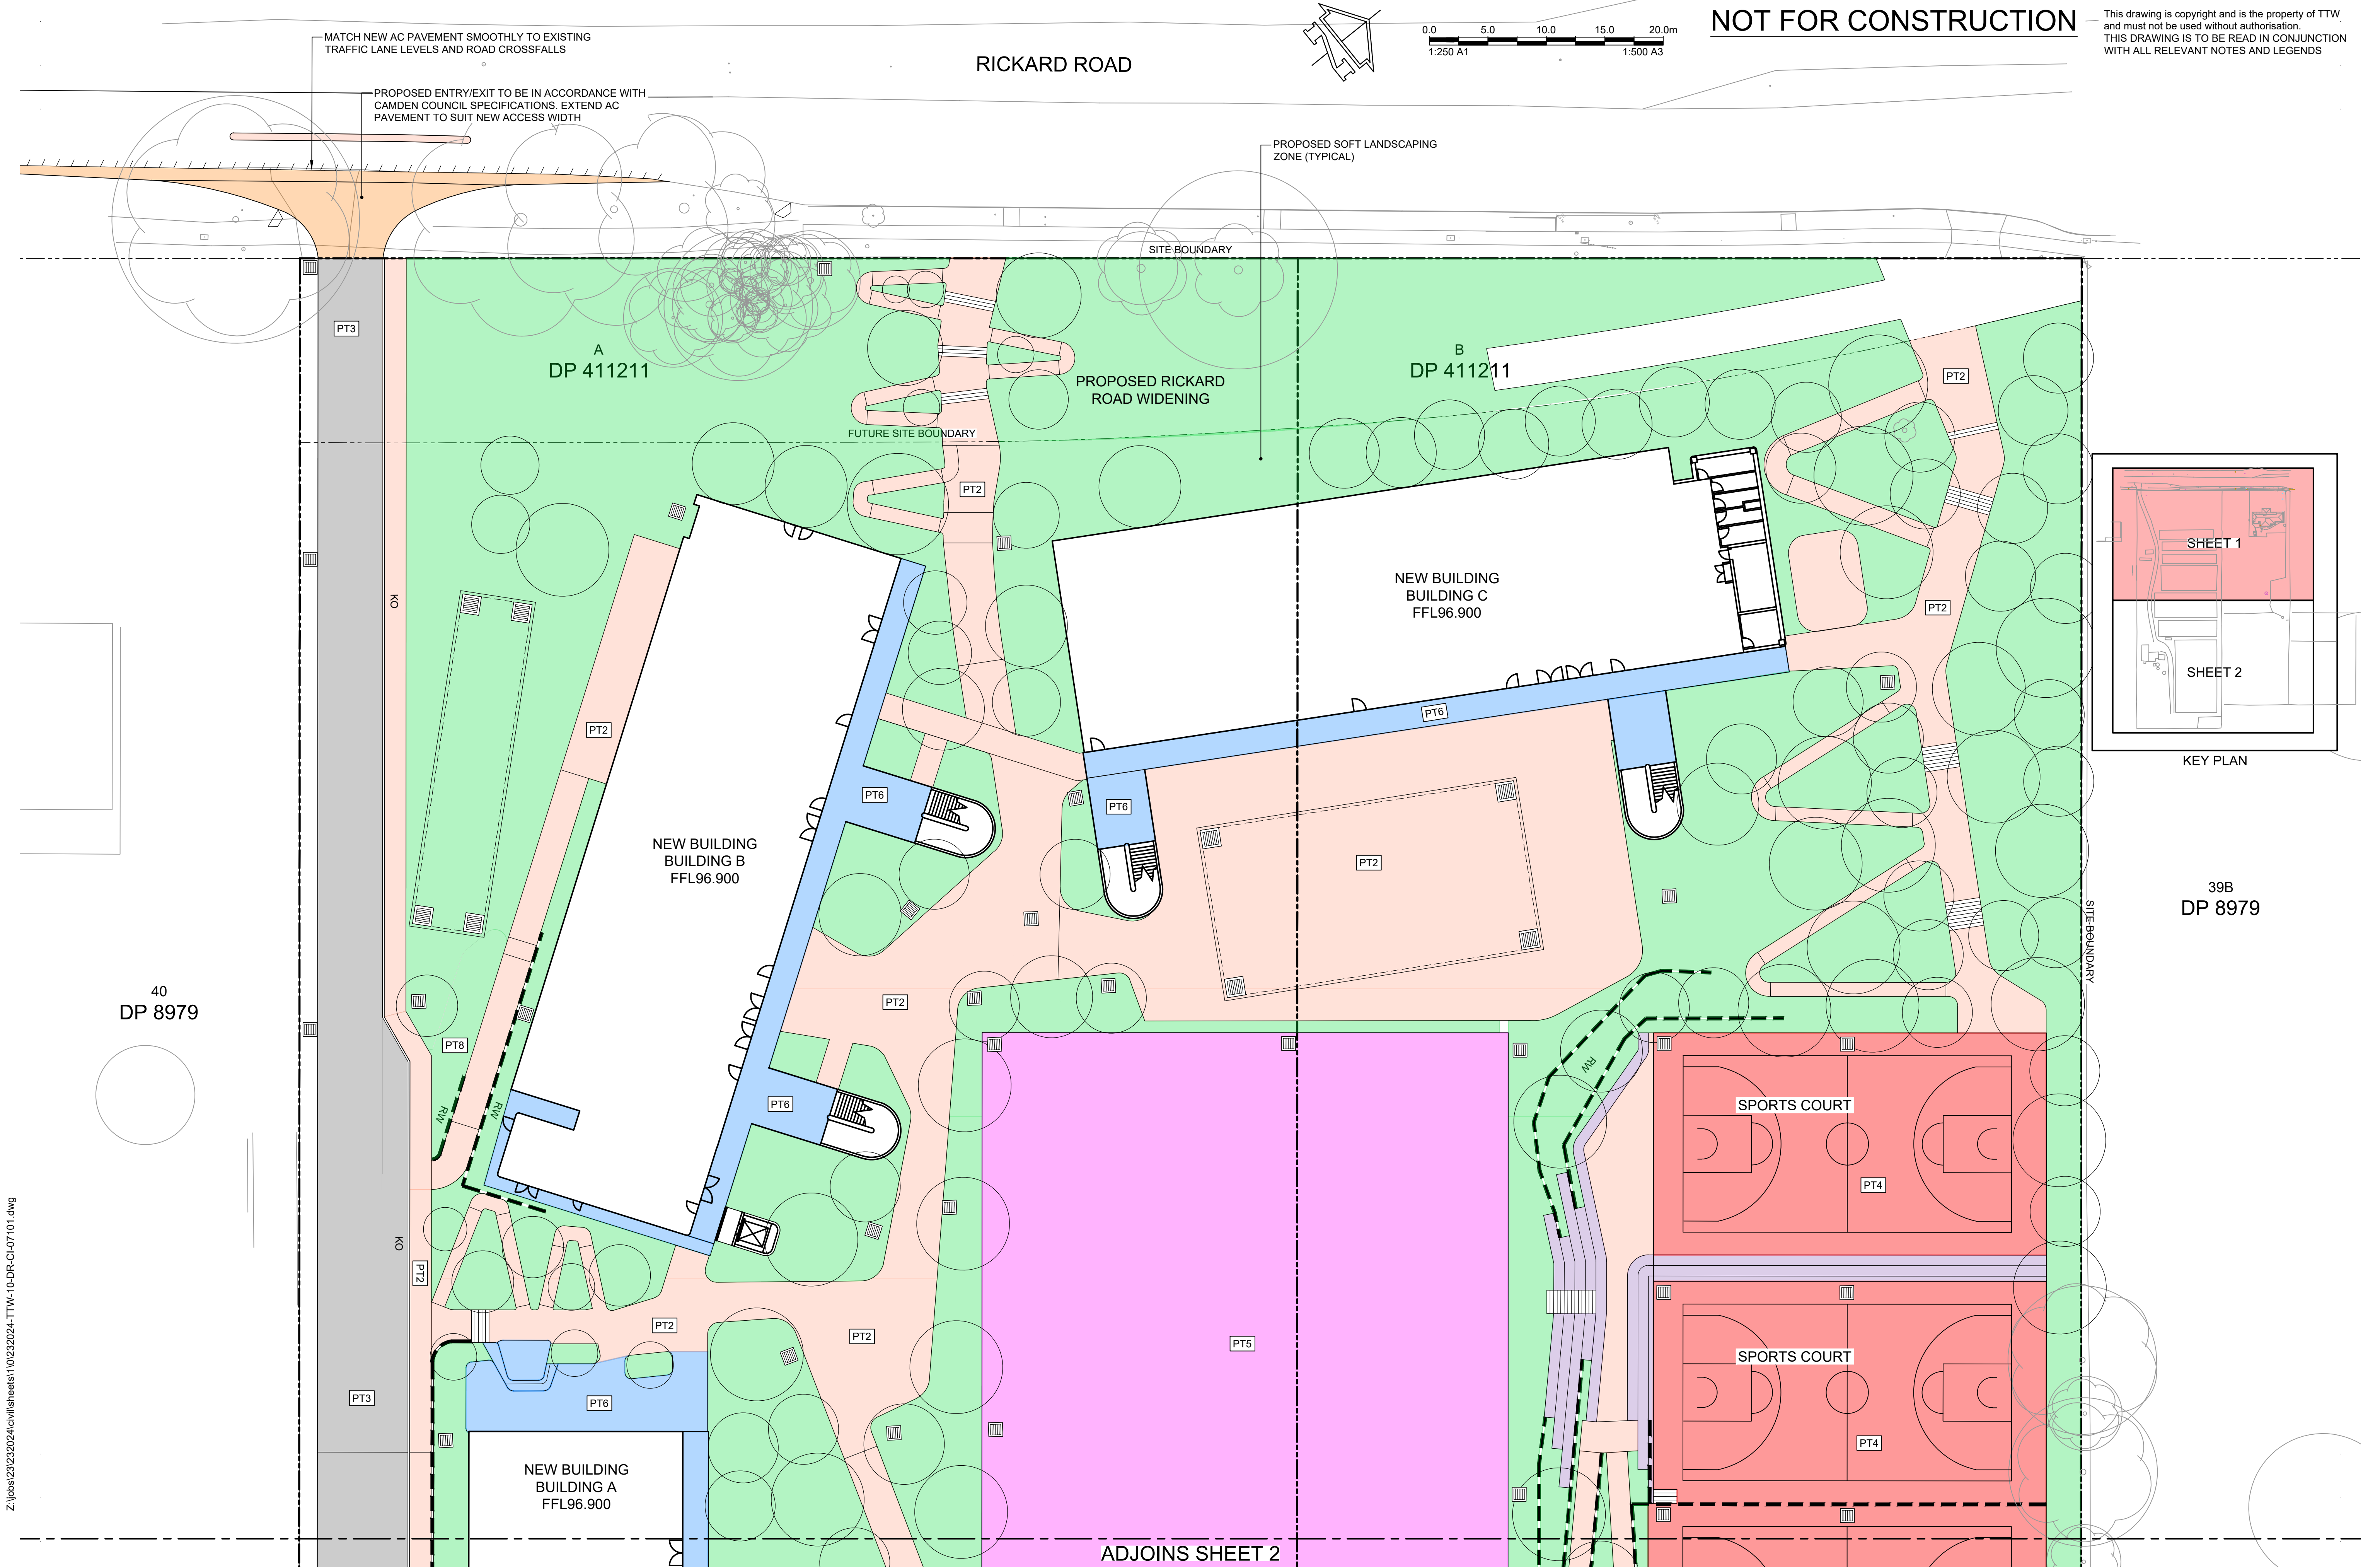 MATCH NEW AC PAVEMENT SMOOTHLY TO EXISTING
TRAFFIC LANE LEVELS AND ROAD CROSSFALLS
PROPOSED ENTRY/EXIT TO BE IN ACCORDANCE WITH
CAMDEN COUNCIL SPECIFICATIONS. EXTEND AC
PAVEMENT TO SUIT NEW ACCESS WIDTH
RICKARD ROAD
0.0 5.0 10.0 15.0 20.0m
1:250 A1 1:500 A3
NOT FOR CONSTRUCTION
This drawing is copyright and is the property of TTW
and must not be used without authorisation.
THIS DRAWING IS TO BE READ IN CONJUNCTION
WITH ALL RELEVANT NOTES AND LEGENDS
PROPOSED SOFT LANDSCAPING
ZONE (TYPICAL)
SITE BOUNDARY
PT3
A
DP 411211
B
DP 411211
PROPOSED RICKARD
ROAD WIDENING
PT2
FUTURE SITE BOUNDARY
PT2
SHEET 1
SHEET 2
KEY PLAN
NEW BUILDING
BUILDING C
FFL96.900
KO
PT2
PT2
PT6
PT6
PT6
NEW BUILDING
BUILDING B
FFL96.900
PT2
39B
DP 8979
SITE BOUNDARY
40
DP 8979
PT2
PT8
RW
RW
RW
PT6
SPORTS COURT
PT4
KO
PT2
PT2
PT2
PT5
SPORTS COURT
PT3
PT6
PT4
NEW BUILDING
BUILDING A
FFL96.900
ADJOINS SHEET 2
Z:\jobs\23\232024\civil\sheets\1\0\232024-TTW-10-DR-CI-07101.dwg